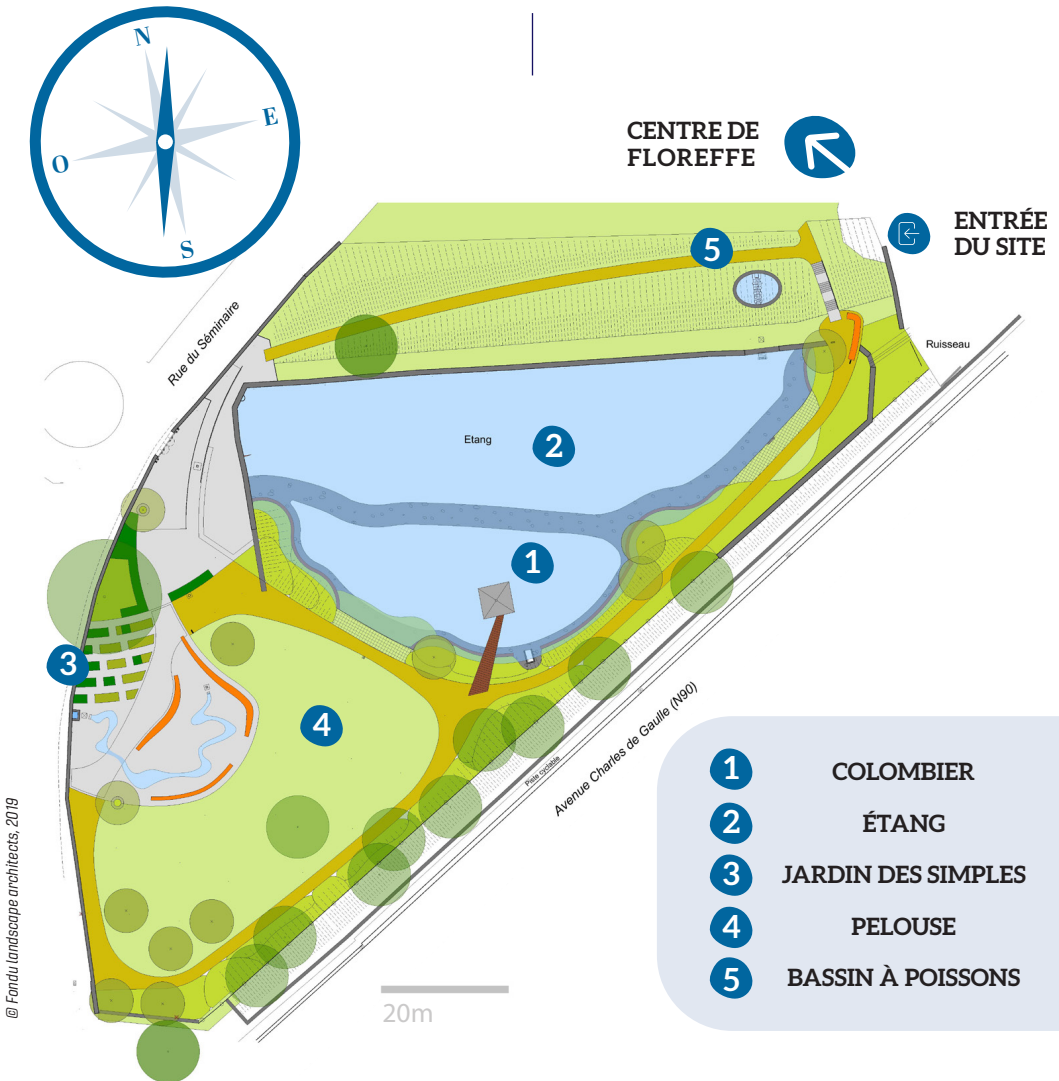 N
E
O
S
CENTRE DE
FLOREFFE
ENTRÉE
DU SITE
5
Rue du Séminaire
Ruisseau
Etang
2
1
3
4
Piste cyclable
Avenue Charles de Gaulle (N90)
20m
© Fondu landscape architects, 2019
1 COLOMBIER
2 ÉTANG
3 JARDIN DES SIMPLES
4 PELOUSE
5 BASSIN À POISSONS